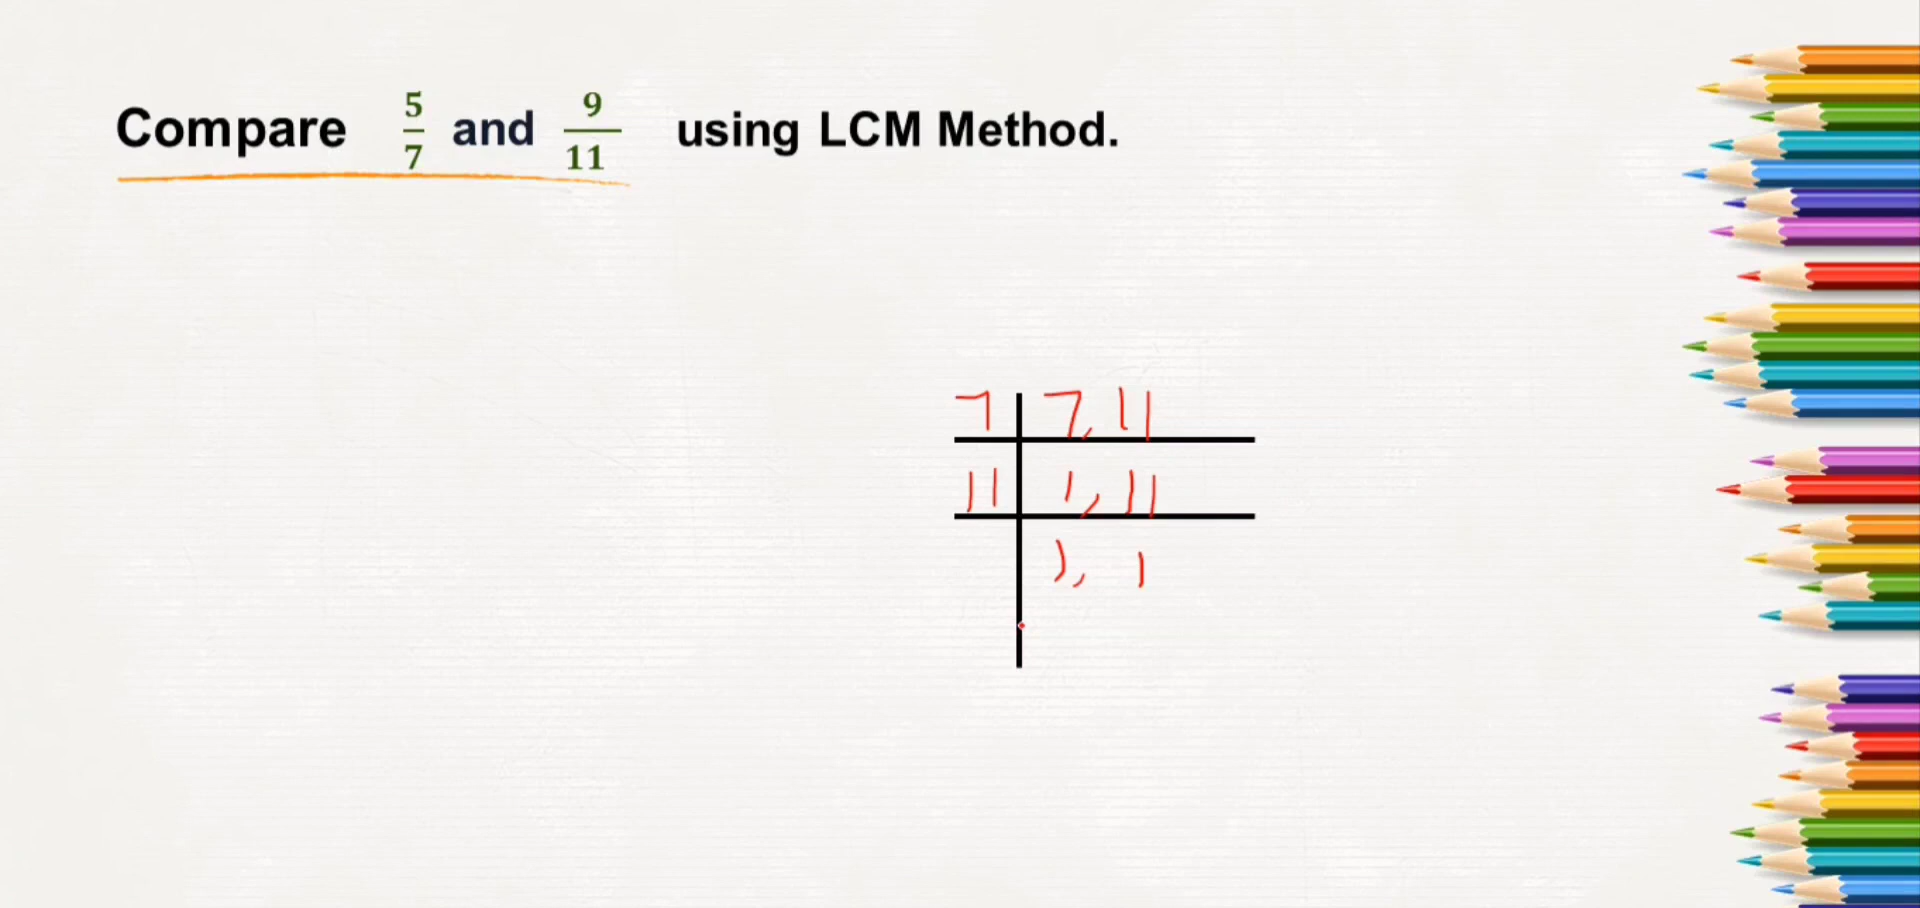 Compare 5/7 and 9/11 using LCM Method.
7 | 7, 11
11 | 1, 11
1, 1